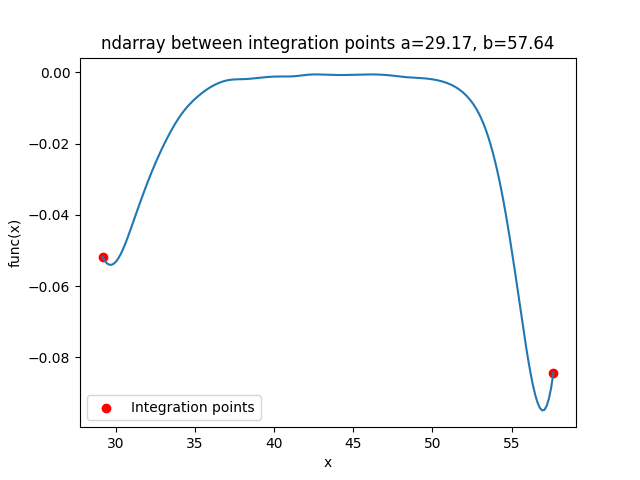 ndarray between integration points a=29.17, b=57.64
0.00
−0.02
−0.04
−0.06
−0.08
func(x)
Integration points
30 35 40 45 50 55
x